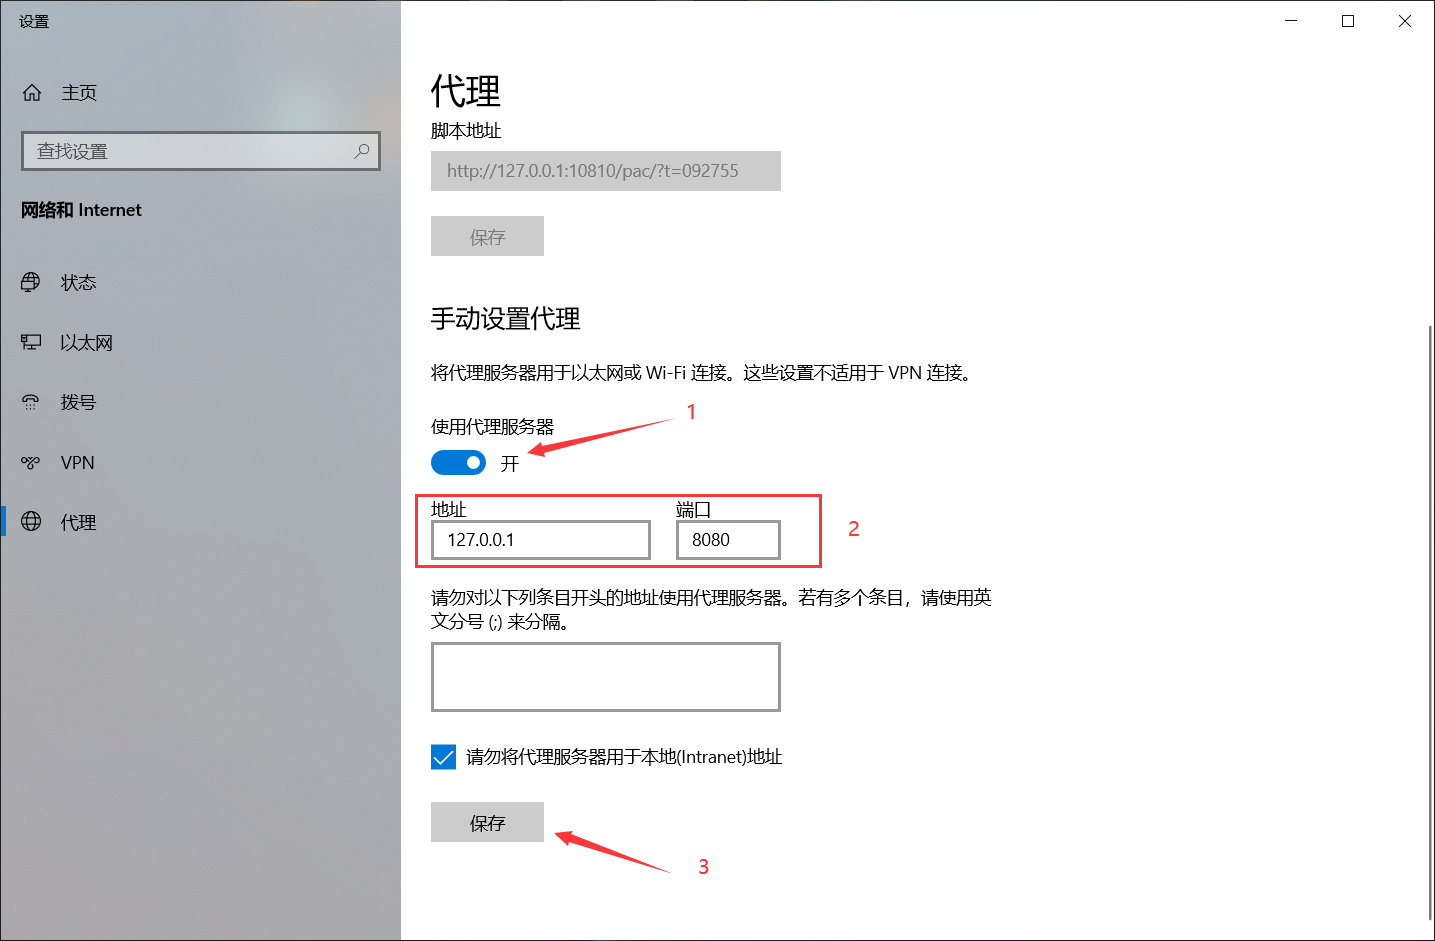 设置
主页
查找设置
网络和 Internet
状态
以太网
拨号
VPN
代理
代理
脚本地址
http://127.0.0.1:10810/pac/?t=092755
保存
手动设置代理
将代理服务器用于以太网或 Wi-Fi 连接。这些设置不适用于 VPN 连接。
1
使用代理服务器
开
地址 端口
127.0.0.1 8080
2
请勿对以下列条目开头的地址使用代理服务器。若有多个条目，请使用英
文分号 (;) 来分隔。
请勿将代理服务器用于本地(Intranet)地址
保存
3